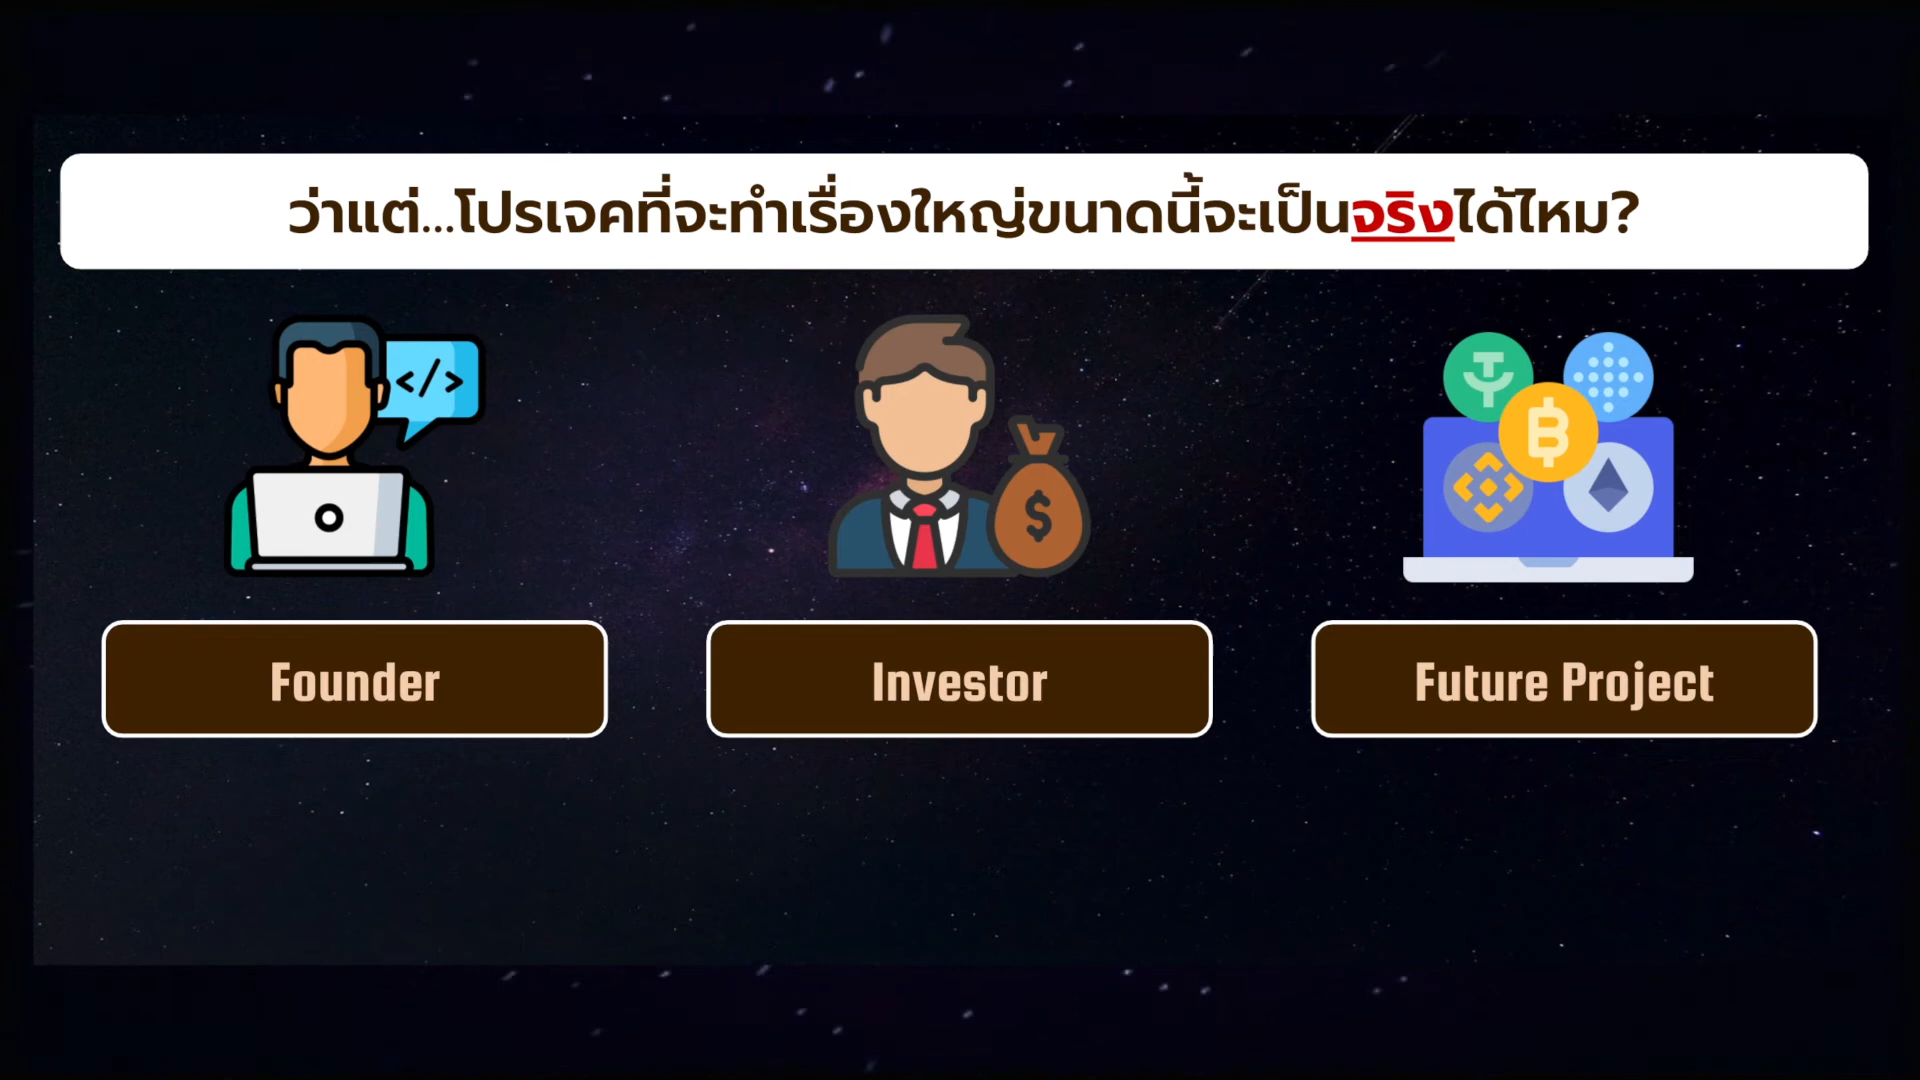 ว่าแต่...โปรเจคที่จะทำเรื่องใหญ่ขนาดนี้จะเป็นจริงได้ไหม?
</>
$
Founder
Investor
Future Project